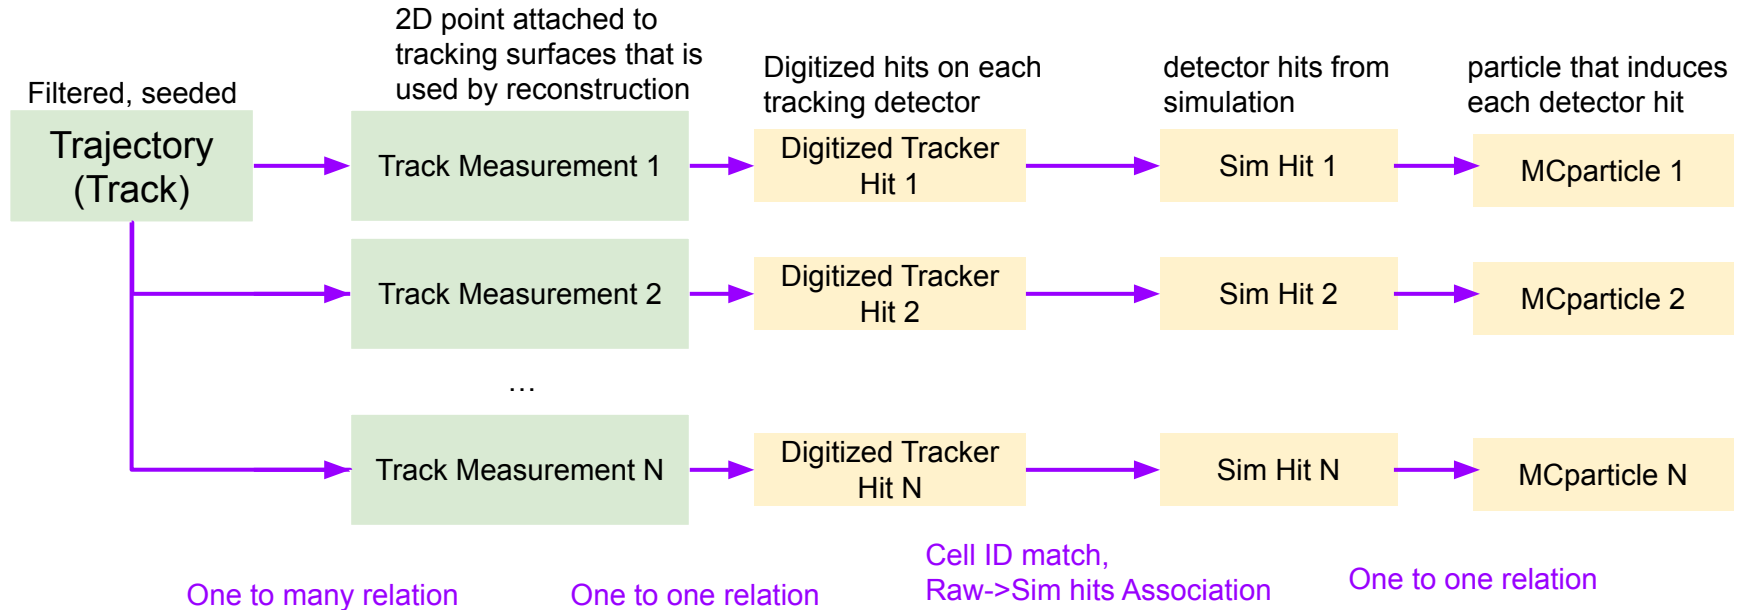 2D point attached to
tracking surfaces that is
used by reconstruction
Digitized hits on each
tracking detector
detector hits from
simulation
particle that induces
each detector hit
Filtered, seeded
Trajectory
(Track)
Track Measurement 1
Digitized Tracker
Hit 1
Sim Hit 1
MCparticle 1
Track Measurement 2
Digitized Tracker
Hit 2
Sim Hit 2
MCparticle 2
...
Track Measurement N
Digitized Tracker
Hit N
Sim Hit N
MCparticle N
One to many relation
One to one relation
Cell ID match,
Raw->Sim hits Association
One to one relation